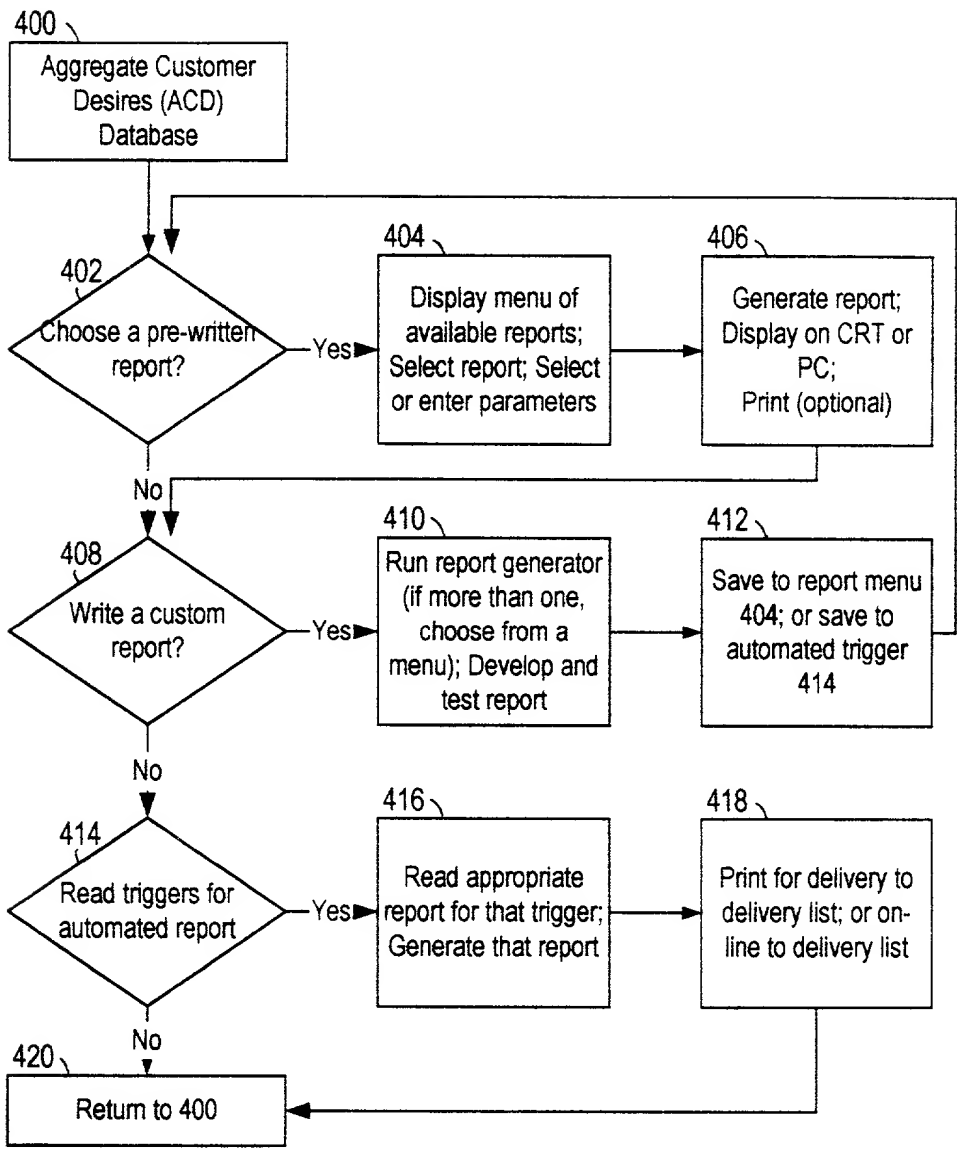 400
Aggregate Customer
Desires (ACD)
Database
402
Choose a pre-written
report?
Yes
404
Display menu of
available reports;
Select report; Select
or enter parameters
406
Generate report;
Display on CRT or
PC;
Print (optional)
No
408
Write a custom
report?
Yes
410
Run report generator
(if more than one,
choose from a
menu); Develop and
test report
412
Save to report menu
404; or save to
automated trigger
414
No
414
Read triggers for
automated report
Yes
416
Read appropriate
report for that trigger;
Generate that report
418
Print for delivery to
delivery list; or on-
line to delivery list
No
420
Return to 400